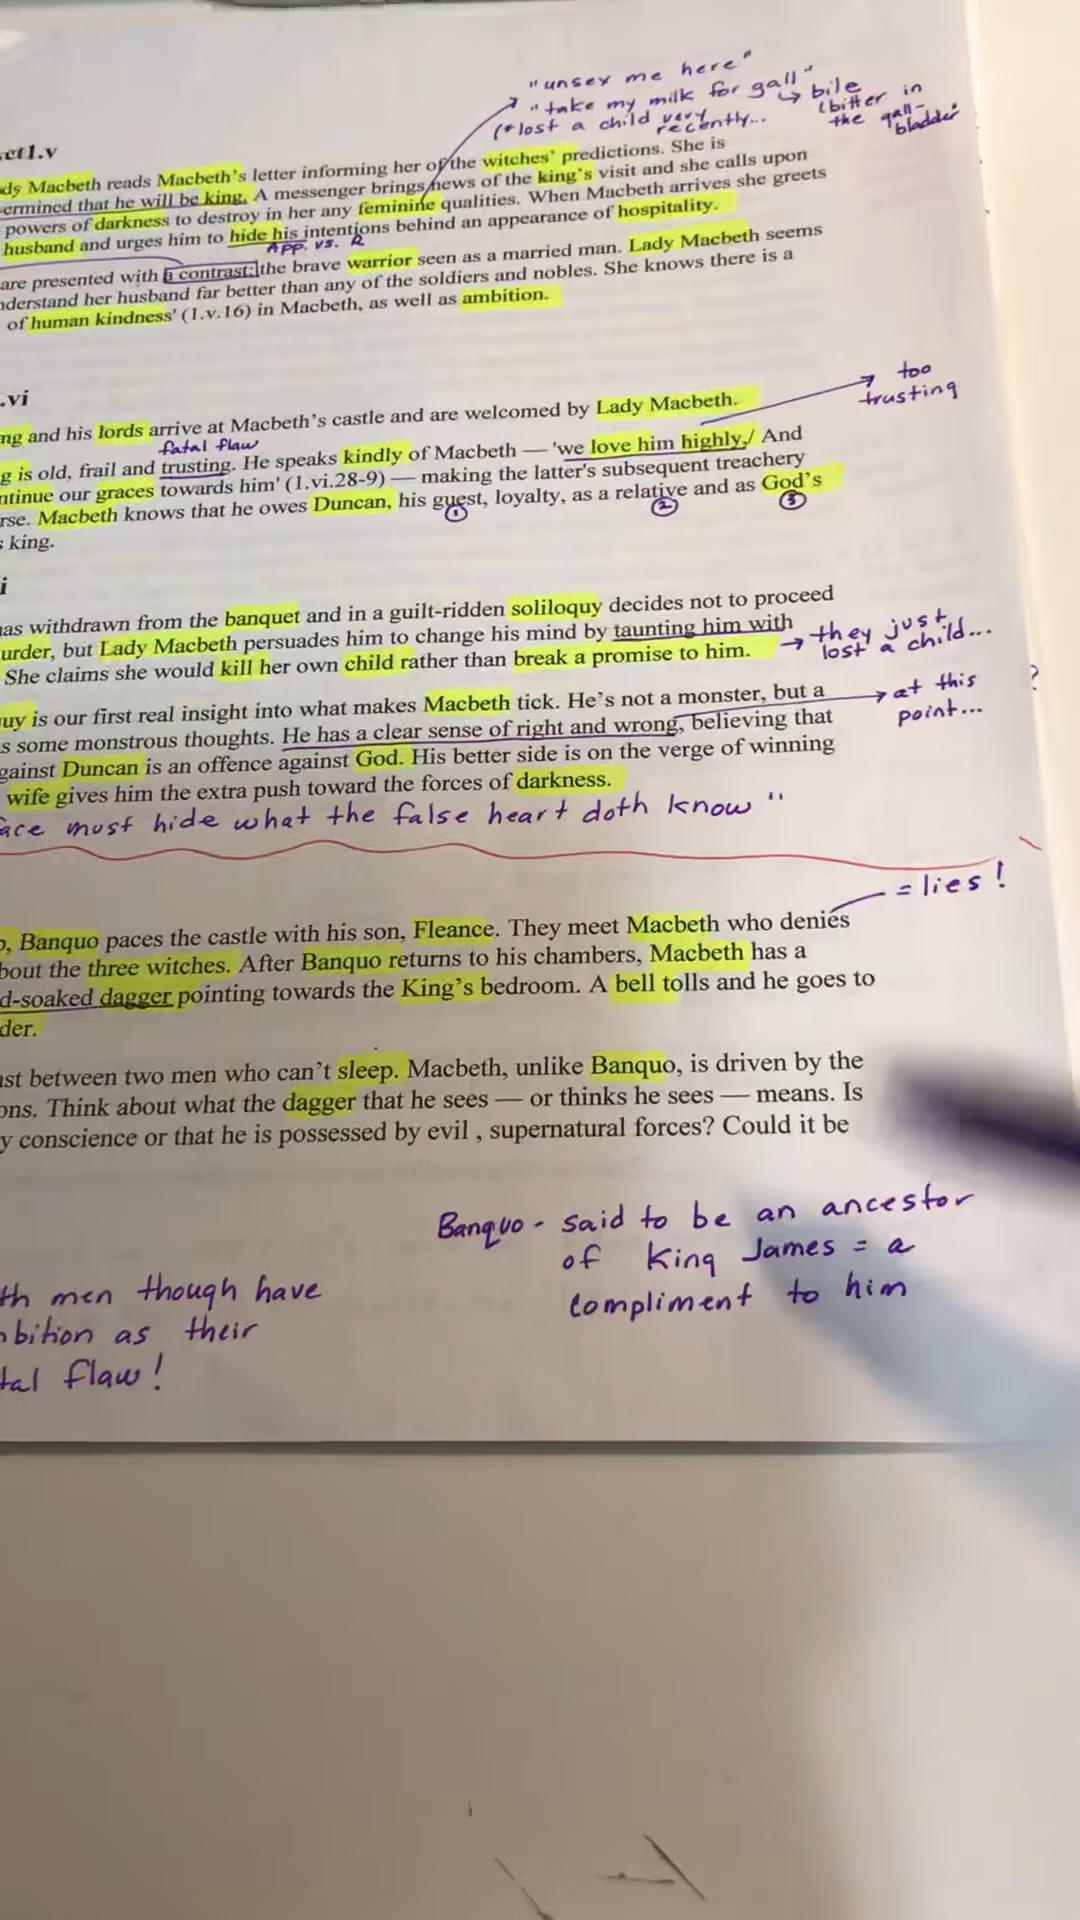 "unsex me here"
"take my milk for gall" → bile
(bitter in
the gall-
bladder
(* lost a child very
recently...
ct1.v
dy Macbeth reads Macbeth's letter informing her of the witches' predictions. She is
ermined that he will be king. A messenger brings news of the king's visit and she calls upon
powers of darkness to destroy in her any feminine qualities. When Macbeth arrives she greets
husband and urges him to hide his intentions behind an appearance of hospitality.
APP. vs. R
are presented with a contrast: the brave warrior seen as a married man. Lady Macbeth seems
nderstand her husband far better than any of the soldiers and nobles. She knows there is a
of human kindness' (1.v.16) in Macbeth, as well as ambition.
.vi
too
trusting
ng and his lords arrive at Macbeth's castle and are welcomed by Lady Macbeth.
fatal flaw
g is old, frail and trusting. He speaks kindly of Macbeth — 'we love him highly,/ And
ntinue our graces towards him' (1.vi.28-9) — making the latter's subsequent treachery
rse. Macbeth knows that he owes Duncan, his guest, loyalty, as a relative and as God's
1 2 3
s king.
i
as withdrawn from the banquet and in a guilt-ridden soliloquy decides not to proceed
urder, but Lady Macbeth persuades him to change his mind by taunting him with
She claims she would kill her own child rather than break a promise to him.
→ they just
lost a child...
uy is our first real insight into what makes Macbeth tick. He's not a monster, but a
→ at this
point...
?
s some monstrous thoughts. He has a clear sense of right and wrong, believing that
gainst Duncan is an offence against God. His better side is on the verge of winning
wife gives him the extra push toward the forces of darkness.
ace must hide what the false heart doth know"
= lies!
o, Banquo paces the castle with his son, Fleance. They meet Macbeth who denies
bout the three witches. After Banquo returns to his chambers, Macbeth has a
d-soaked dagger pointing towards the King's bedroom. A bell tolls and he goes to
der.
ast between two men who can't sleep. Macbeth, unlike Banquo, is driven by the
ons. Think about what the dagger that he sees — or thinks he sees — means. Is
y conscience or that he is possessed by evil , supernatural forces? Could it be
Banquo - said to be an ancestor
of King James = a
compliment to him
th men though have
bition as their
tal flaw!